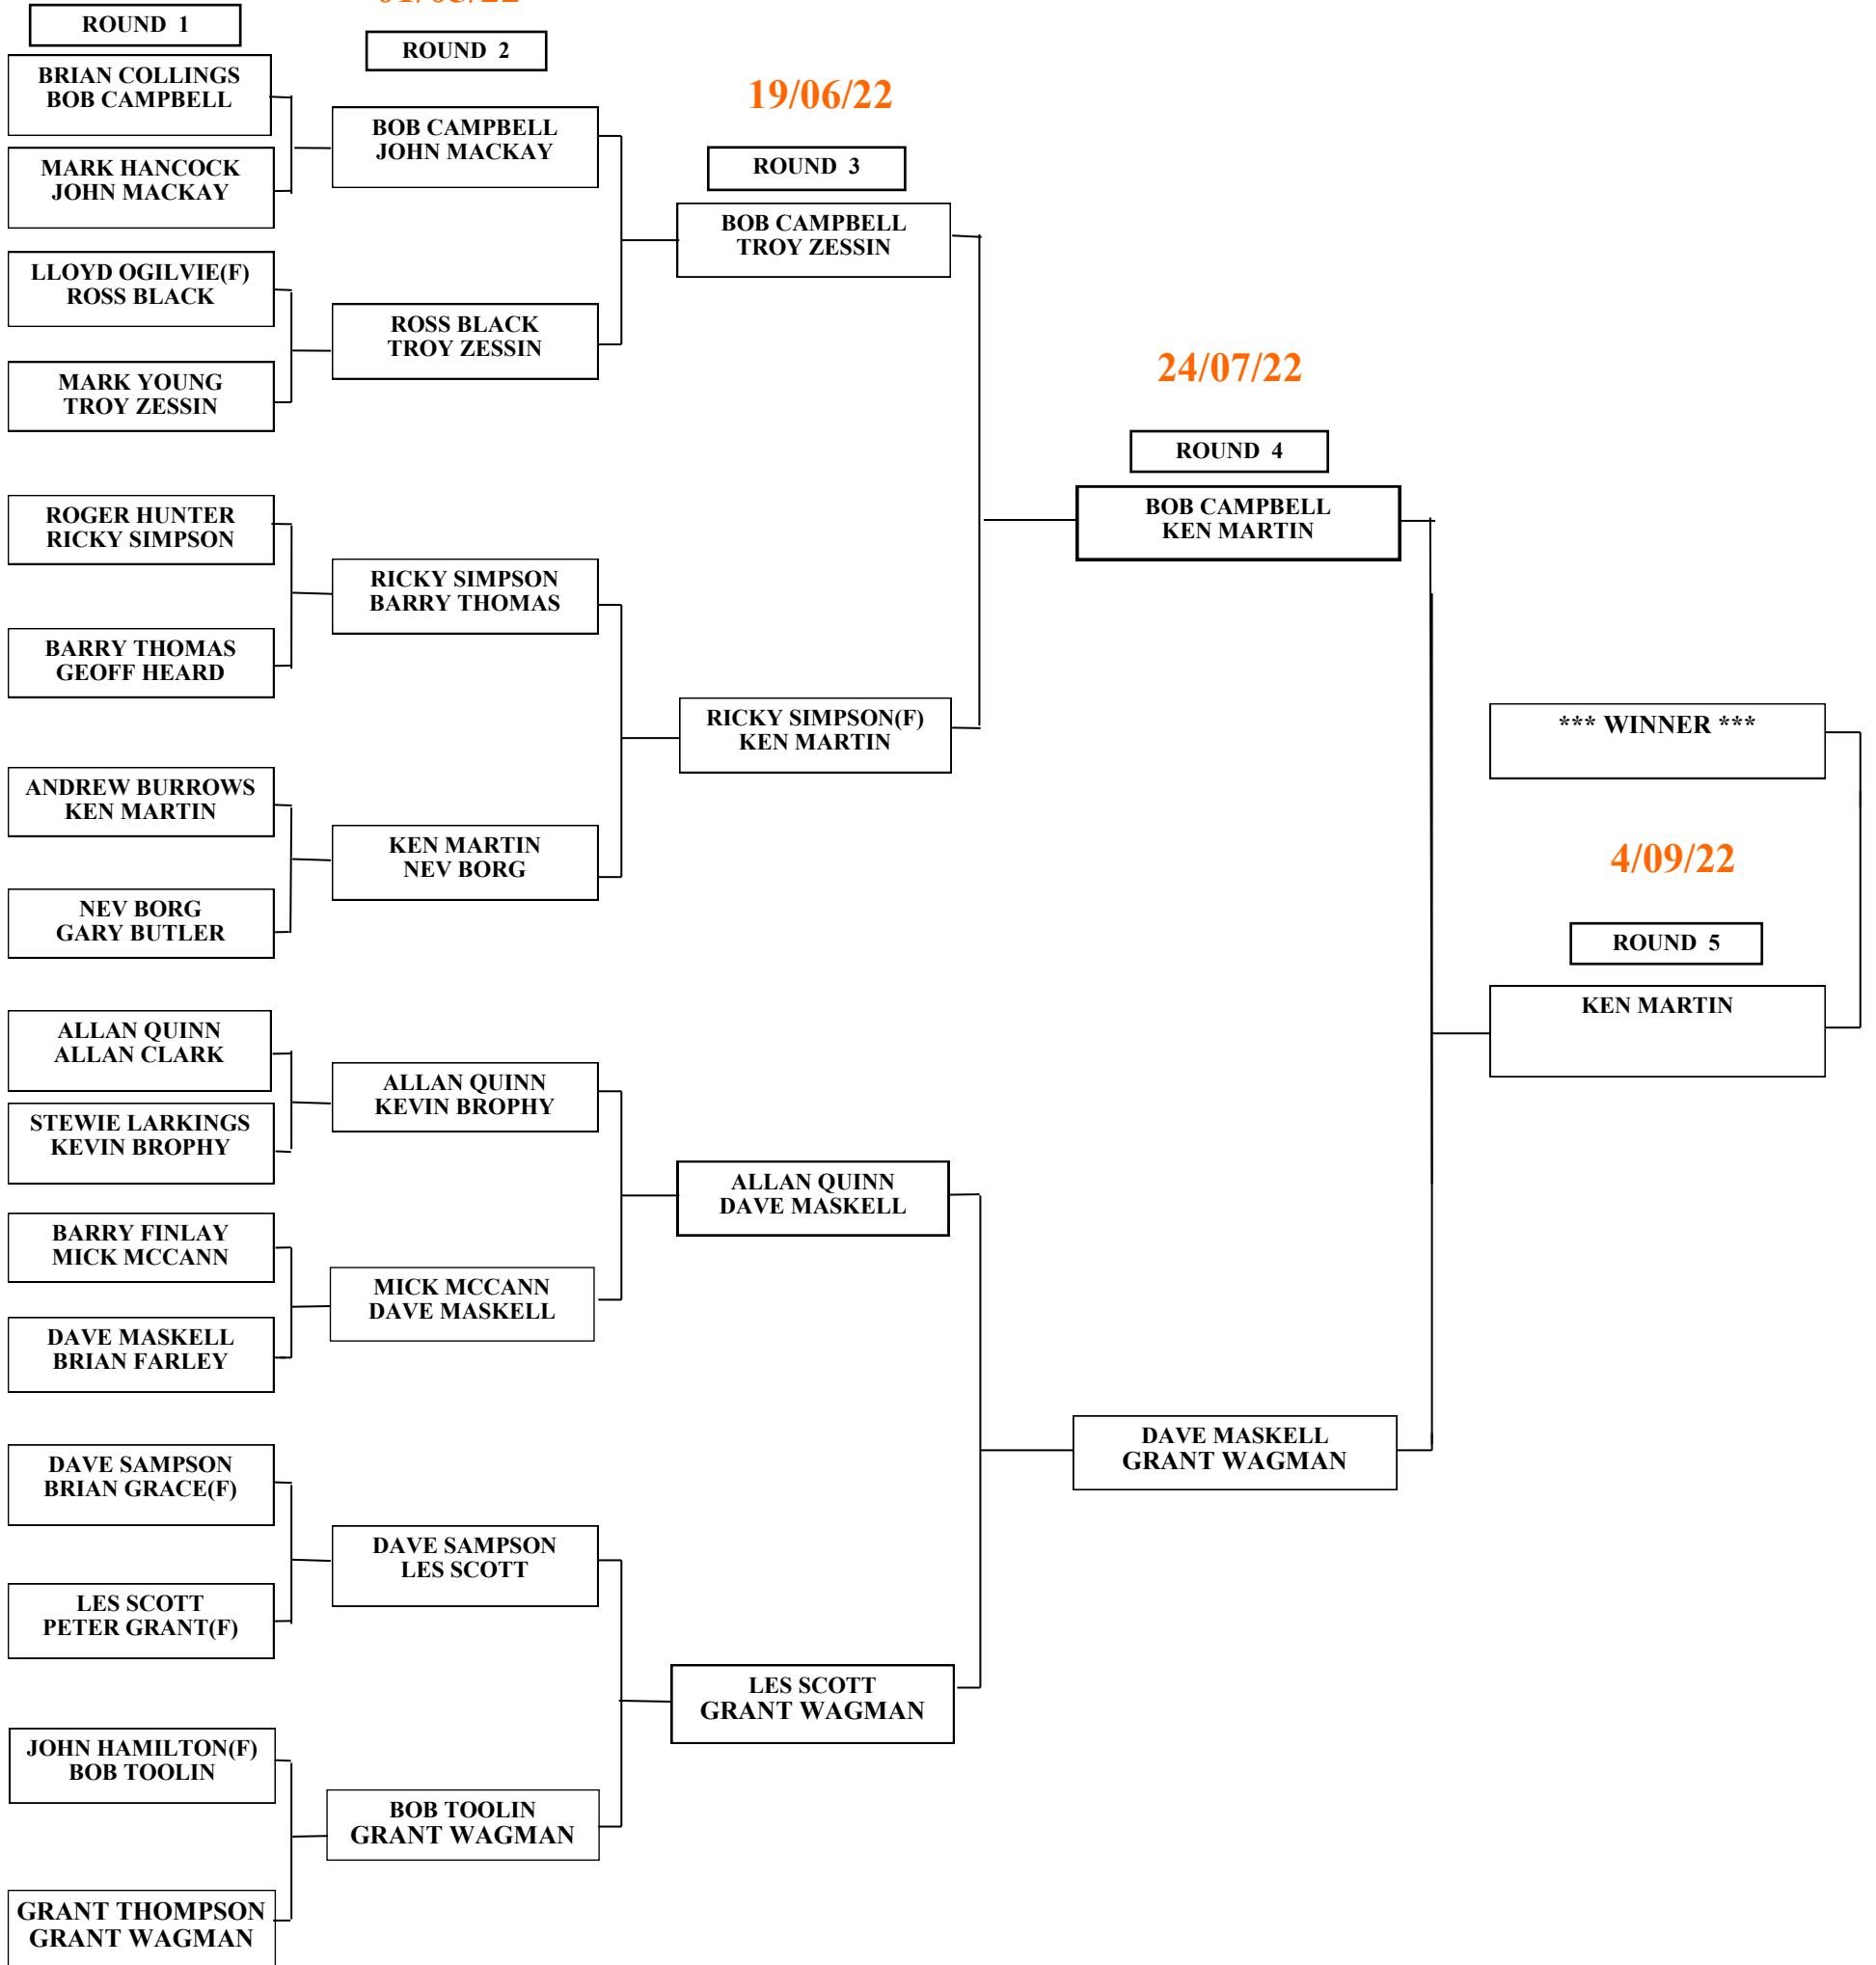 ROUND 1
BRIAN COLLINGS
BOB CAMPBELL
MARK HANCOCK
JOHN MACKAY
LLOYD OGILVIE(F)
ROSS BLACK
MARK YOUNG
TROY ZESSIN
ROGER HUNTER
RICKY SIMPSON
BARRY THOMAS
GEOFF HEARD
ANDREW BURROWS
KEN MARTIN
NEV BORG
GARY BUTLER
ALLAN QUINN
ALLAN CLARK
STEWIE LARKINGS
KEVIN BROPHY
BARRY FINLAY
MICK MCCANN
DAVE MASKELL
BRIAN FARLEY
DAVE SAMPSON
BRIAN GRACE(F)
LES SCOTT
PETER GRANT(F)
JOHN HAMILTON(F)
BOB TOOLIN
GRANT THOMPSON
GRANT WAGMAN
ROUND 2
BOB CAMPBELL
JOHN MACKAY
ROSS BLACK
TROY ZESSIN
RICKY SIMPSON
BARRY THOMAS
KEN MARTIN
NEV BORG
ALLAN QUINN
KEVIN BROPHY
MICK MCCANN
DAVE MASKELL
DAVE SAMPSON
LES SCOTT
BOB TOOLIN
GRANT WAGMAN
19/06/22
ROUND 3
BOB CAMPBELL
TROY ZESSIN
RICKY SIMPSON(F)
KEN MARTIN
ALLAN QUINN
DAVE MASKELL
LES SCOTT
GRANT WAGMAN
24/07/22
ROUND 4
BOB CAMPBELL
KEN MARTIN
DAVE MASKELL
GRANT WAGMAN
*** WINNER ***
4/09/22
ROUND 5
KEN MARTIN